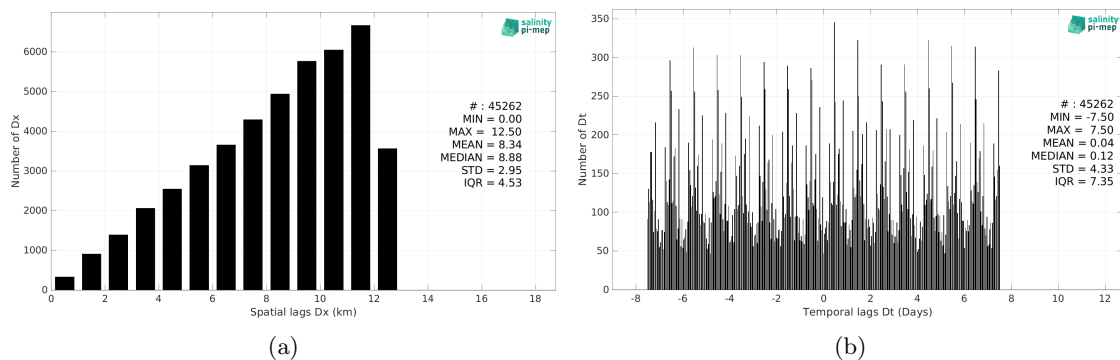 salinity
pi-mep
Number of Dx
6000
5000
4000
3000
2000
1000
0
# : 45262
MIN = 0.00
MAX = 12.50
MEAN = 8.34
MEDIAN = 8.88
STD = 2.95
IQR = 4.53
0 2 4 6 8 10 12 14 16 18
Spatial lags Dx (km)
(a)
salinity
pi-mep
Number of Dt
350
300
250
200
150
100
50
0
# : 45262
MIN = -7.50
MAX = 7.50
MEAN = 0.04
MEDIAN = 0.12
STD = 4.33
IQR = 7.35
-8 -6 -4 -2 0 2 4 6 8 10 12
Temporal lags Dt (Days)
(b)